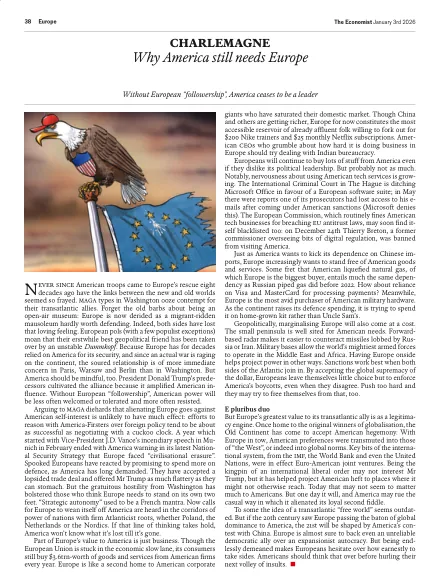 38 Europe
The Economist January 3rd 2026
CHARLEMAGNE
Why America still needs Europe
Without European "followership", America ceases to be a leader
NEVER SINCE American troops came to Europe's rescue eight
decades ago have the links between the new and old worlds
seemed so frayed. MAGA types in Washington ooze contempt for
their transatlantic allies. Forget the old barbs about being an
open-air museum: Europe is now derided as a migrant-ridden
mausoleum hardly worth defending. Indeed, both sides have lost
that loving feeling. European pols (with a few populist exceptions)
moan that their erstwhile best geopolitical friend has been taken
over by an unstable Dummkopf. Because Europe has for decades
relied on America for its security, and since an actual war is raging
on the continent, the soured relationship is of more immediate
concern in Paris, Warsaw and Berlin than in Washington. But
America should be mindful, too. President Donald Trump's prede-
cessors cultivated the alliance because it amplified American in-
fluence. Without European "followership", American power will
be less often welcomed or tolerated and more often resisted.
Arguing to MAGA diehards that alienating Europe goes against
American self-interest is unlikely to have much effect: efforts to
reason with America-Firsters over foreign policy tend to be about
as successful as negotiating with a cuckoo clock. A year which
started with Vice-President J.D. Vance's incendiary speech in Mu-
nich in February ended with America warning in its latest Nation-
al Security Strategy that Europe faced "civilisational erasure".
Spooked Europeans have reacted by promising to spend more on
defence, as America has long demanded. They have accepted a
lopsided trade deal and offered Mr Trump as much flattery as they
can stomach. But the gratuitous hostility from Washington has
bolstered those who think Europe needs to stand on its own two
feet. "Strategic autonomy" used to be a French mantra. Now calls
for Europe to wean itself off America are heard in the corridors of
power of nations with firm Atlanticist roots, whether Poland, the
Netherlands or the Nordics. If that line of thinking takes hold,
America won't know what it's lost till it's gone.
Part of Europe's value to America is just business. Though the
European Union is stuck in the economic slow lane, its consumers
still buy $3.5trn-worth of goods and services from American firms
every year. Europe is like a second home to American corporate
giants who have saturated their domestic market. Though China
and others are getting richer, Europe for now constitutes the most
accessible reservoir of already affluent folk willing to fork out for
$200 Nike trainers and $25 monthly Netflix subscriptions. Amer-
ican CEOs who grumble about how hard it is doing business in
Europe should try dealing with Indian bureaucracy.
Europeans will continue to buy lots of stuff from America even
if they dislike its political leadership. But probably not as much.
Notably, nervousness about using American tech services is grow-
ing. The International Criminal Court in The Hague is ditching
Microsoft Office in favour of a European software suite; in May
there were reports one of its prosecutors had lost access to his e-
mails after coming under American sanctions (Microsoft denies
this). The European Commission, which routinely fines American
tech businesses for breaching EU antitrust laws, may soon find it-
self blacklisted too: on December 24th Thierry Breton, a former
commissioner overseeing bits of digital regulation, was banned
from visiting America.
Just as America wants to kick its dependency on Chinese im-
ports, Europe increasingly wants to stand free of American goods
and services. Some fret that American liquefied natural gas, of
which Europe is the biggest buyer, entails much the same depen-
dency as Russian piped gas did before 2022. How about reliance
on Visa and MasterCard for processing payments? Meanwhile,
Europe is the most avid purchaser of American military hardware.
As the continent raises its defence spending, it is trying to spend
it on home-grown kit rather than Uncle Sam's.
Geopolitically, marginalising Europe will also come at a cost.
The small peninsula is well sited for American needs. Forward-
based radar makes it easier to counteract missiles lobbed by Rus-
sia or Iran. Military bases allow the world's mightiest armed forces
to operate in the Middle East and Africa. Having Europe onside
helps project power in other ways. Sanctions work best when both
sides of the Atlantic join in. By accepting the global supremacy of
the dollar, Europeans leave themselves little choice but to enforce
America's boycotts, even when they disagree. Push too hard and
they may try to free themselves from that, too.
E pluribus duo
But Europe's greatest value to its transatlantic ally is as a legitima-
cy engine. Once home to the original winners of globalisation, the
Old Continent has come to accept American hegemony. With
Europe in tow, American preferences were transmuted into those
of "the West", or indeed into global norms. Key bits of the interna-
tional system, from the IMF, the World Bank and even the United
Nations, were in effect Euro-American joint ventures. Being the
kingpin of an international liberal order may not interest Mr
Trump, but it has helped project American heft to places where it
might not otherwise reach. Today that may not seem to matter
much to Americans. But one day it will, and America may rue the
casual way in which it alienated its loyal second fiddle.
To some the idea of a transatlantic "free world" seems outdat-
ed. But if the 20th century saw Europe passing the baton of global
dominance to America, the 21st will be shaped by America's con-
test with China. Europe is almost sure to back even an unreliable
democratic ally over an expansionist autocracy. But being end-
lessly demeaned makes Europeans hesitate over how earnestly to
take sides. Americans should think that over before hurling their
next volley of insults.